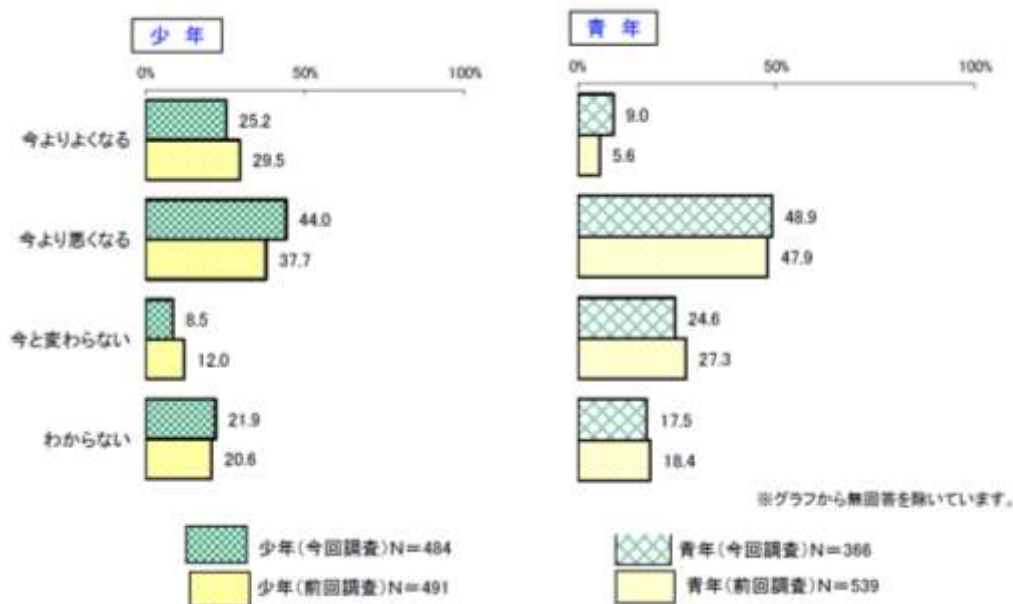 少 年
青 年
0% 50% 100%
0% 50% 100%
今よりよくなる
25.2
29.5
9.0
5.6
今より悪くなる
44.0
37.7
48.9
47.9
今と変わらない
8.5
12.0
24.6
27.3
わからない
21.9
20.6
17.5
18.4
※グラフから無回答を除いています。
少年(今回調査)N=484
少年(前回調査)N=491
青年(今回調査)N=366
青年(前回調査)N=539